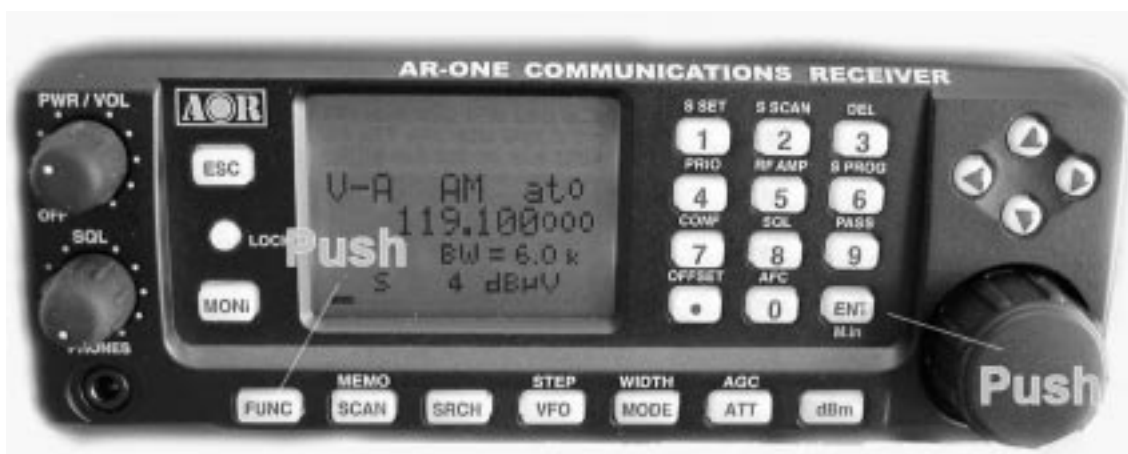 AR-ONE COMMUNICATIONS RECEIVER
PWR / VOL
AOR
S SET S SCAN DEL
1 2 3
ESC
PRIO RF AMP S PROG
V-A AM ato
4 5 6
OFF
119.100000
CONF SQL PASS
SQL
LOCK
Push
BW = 6.0 k
7 8 9
OFFSET AFC
S 4 dBµV
MONi
• 0 ENT
M.in
PHONES
Push
MEMO STEP WIDTH AGC
FUNC SCAN SRCH VFO MODE ATT dBm